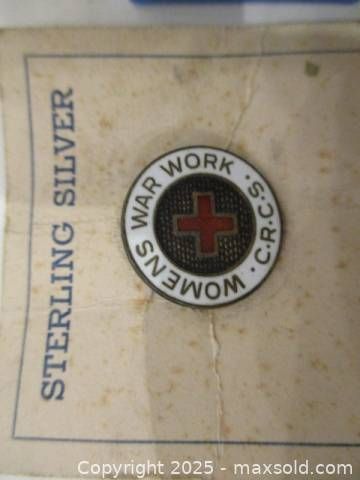 STERLING SILVER
WOMENS WAR WORK · C·R·C·S ·
Copyright © 2025 - maxsold.com